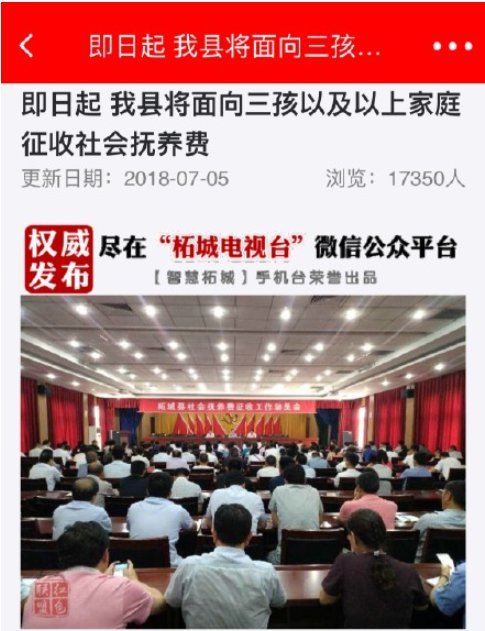 即日起 我县将面向三孩…
即日起 我县将面向三孩以及以上家庭
征收社会抚养费
更新日期：2018-07-05 浏览：17350人
权威
发布
尽在“柘城电视台”微信公众平台
【智慧柘城】手机台荣誉出品
柘城县社会抚养费征收工作动员会